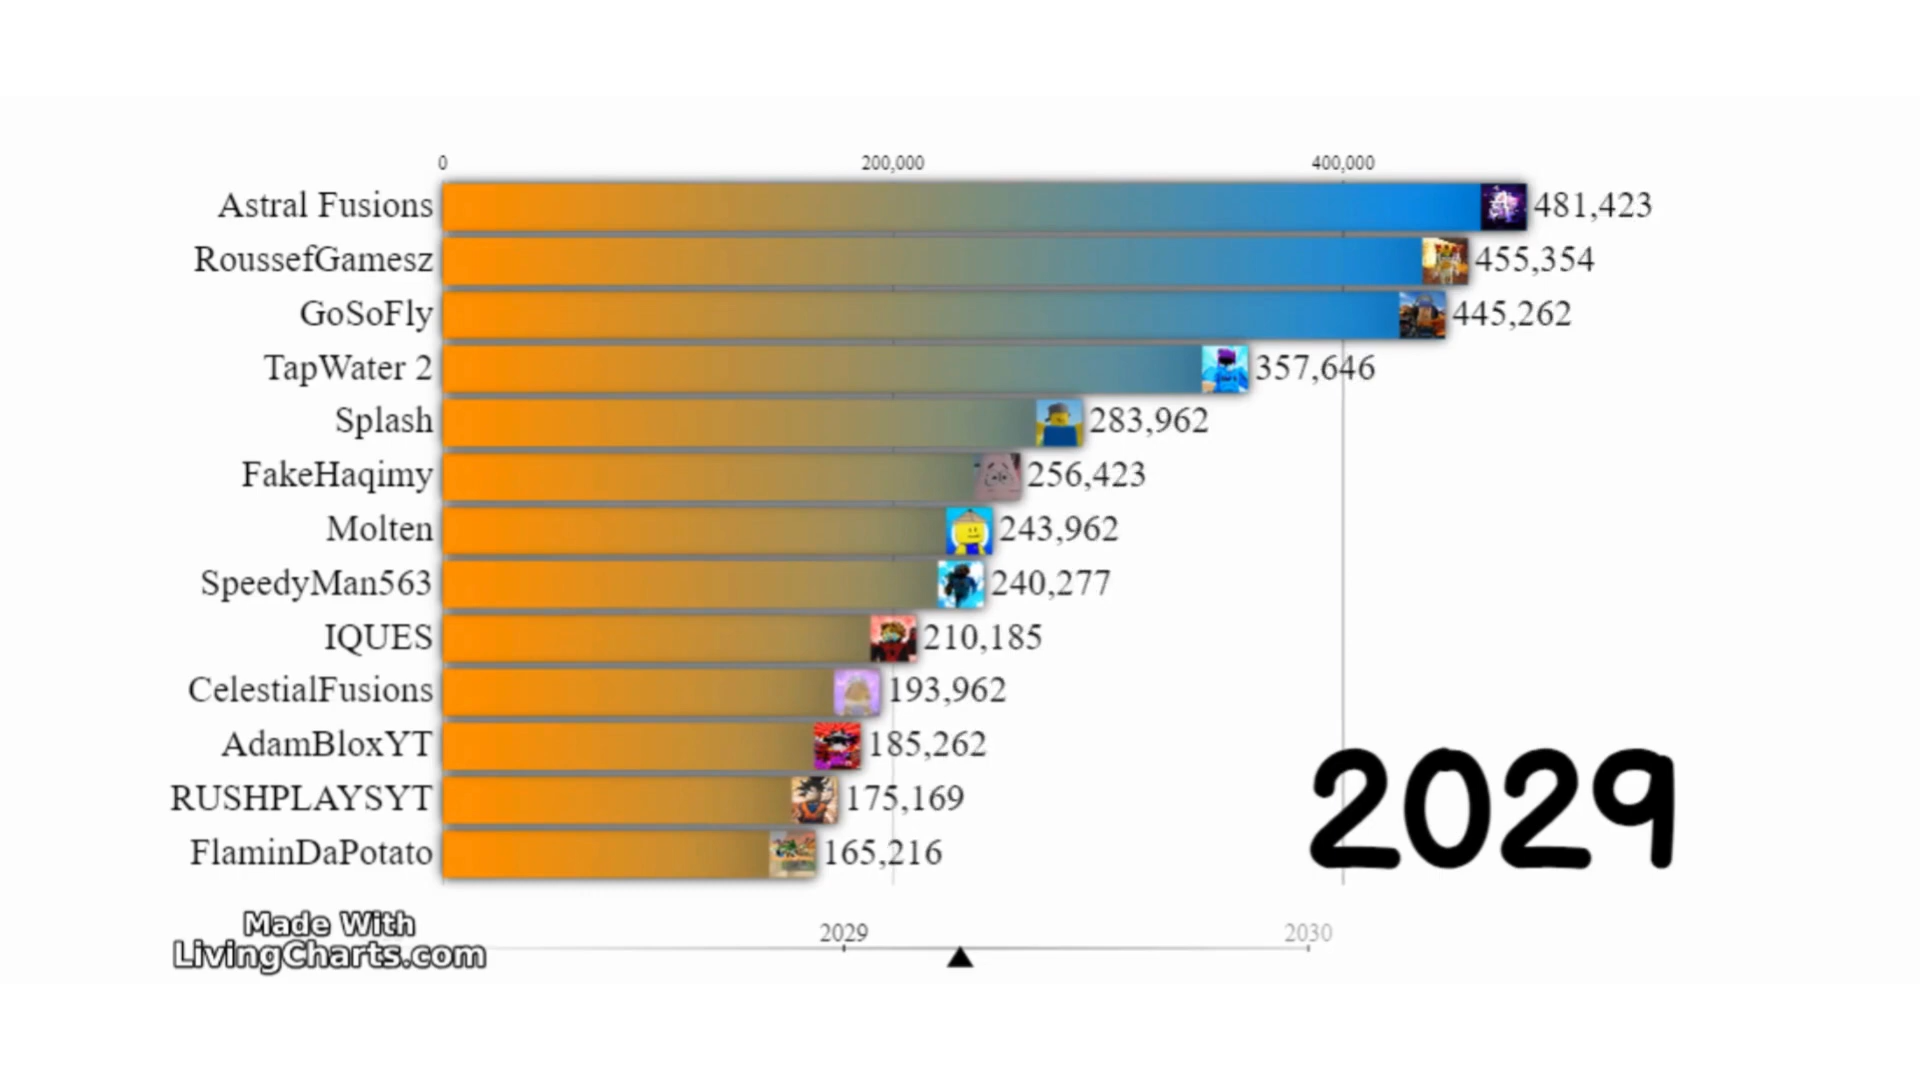 0 200,000 400,000
Astral Fusions 481,423
RoussefGamesz 455,354
GoSoFly 445,262
TapWater 2 357,646
Splash 283,962
FakeHaqimy 256,423
Molten 243,962
SpeedyMan563 240,277
IQUES 210,185
CelestialFusions 193,962
AdamBloxYT 185,262
RUSHPLAYSYT 175,169
FlaminDaPotato 165,216
2029
Made With
LivingCharts.com
2029 2030